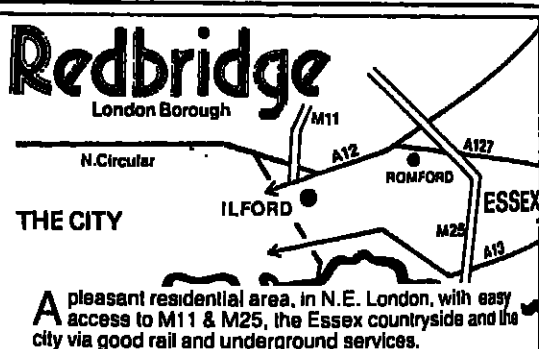 Redbridge
London Borough
M11
N.Circular
A12
A127
ROMFORD
ILFORD
ESSEX
THE CITY
M25
A13
A pleasant residential area, in N.E. London, with easy
access to M11 & M25, the Essex countryside and the
city via good rail and underground services.